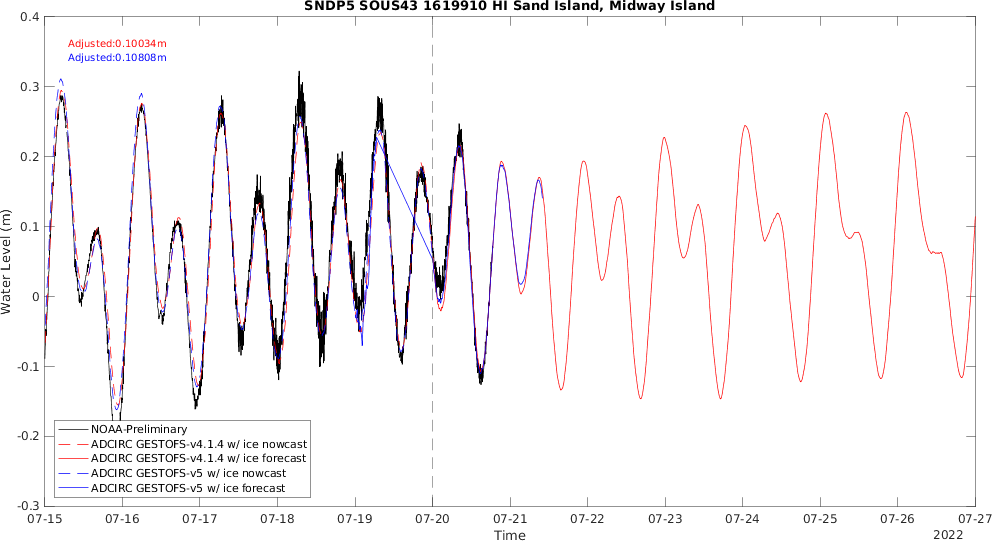 SNDP5 SOUS43 1619910 HI Sand Island, Midway Island
0.4
Adjusted:0.10034m
Adjusted:0.10808m
0.3
0.2
0.1
0
-0.1
-0.2
-0.3
Water Level (m)
NOAA-Preliminary
ADCIRC GESTOFS-v4.1.4 w/ ice nowcast
ADCIRC GESTOFS-v4.1.4 w/ ice forecast
ADCIRC GESTOFS-v5 w/ ice nowcast
ADCIRC GESTOFS-v5 w/ ice forecast
07-15 07-16 07-17 07-18 07-19 07-20 07-21 07-22 07-23 07-24 07-25 07-26 07-27
Time
2022